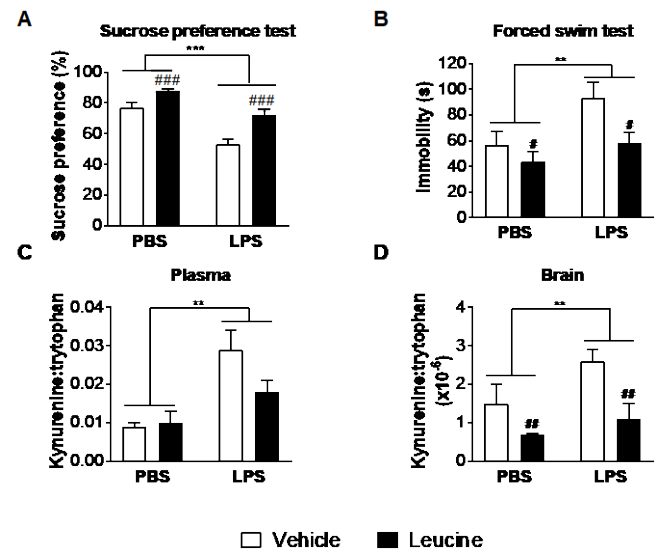 A
Sucrose preference test
***
Sucrose preference (%)
100
80
60
40
20
0
###
###
PBS
LPS
B
Forced swim test
**
Immobility (s)
120
100
80
60
40
20
0
#
#
PBS
LPS
C
Plasma
**
Kynurenine:trytophan
0.04
0.03
0.02
0.01
0.00
PBS
LPS
D
Brain
**
Kynurenine:trytophan
(x10⁻⁶)
4
3
2
1
0
##
##
PBS
LPS
Vehicle
Leucine